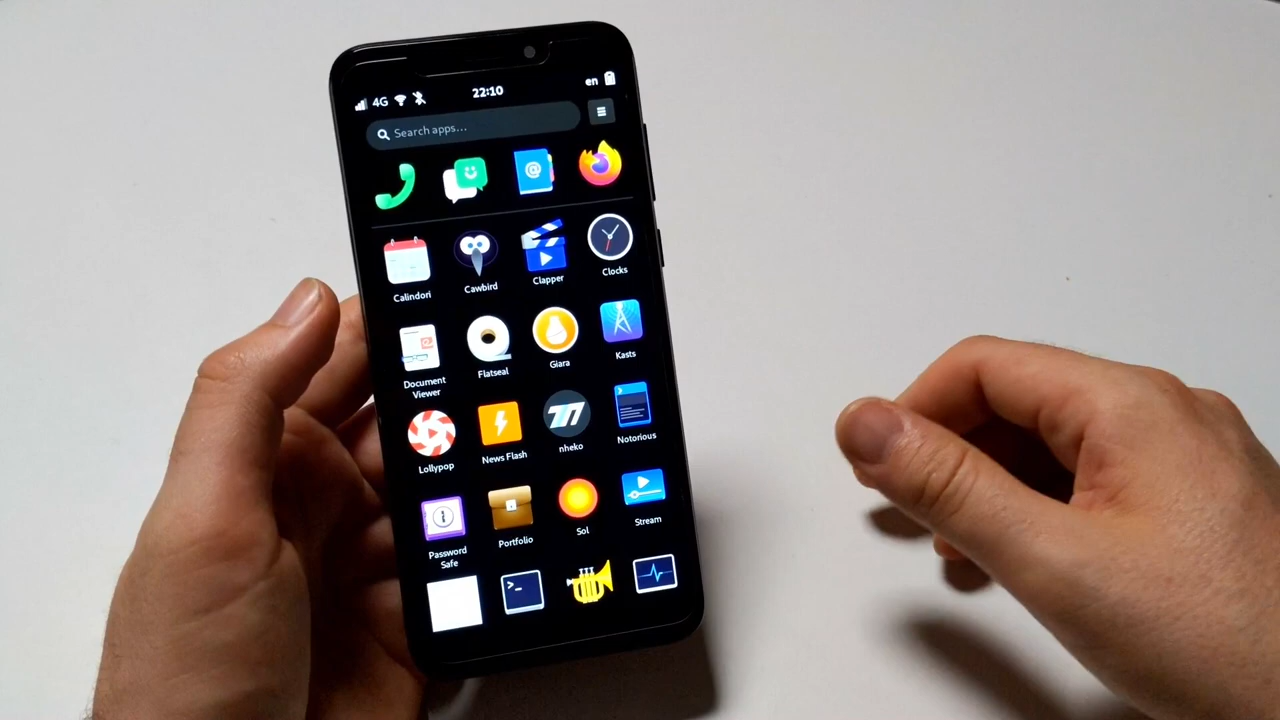 4G
22:10
en
Search apps...
Calindori
Cawbird
Clapper
Clocks
Document
Viewer
Flatseal
Giara
Kasts
Lollypop
News Flash
nheko
Notorious
Password
Safe
Portfolio
Sol
Stream